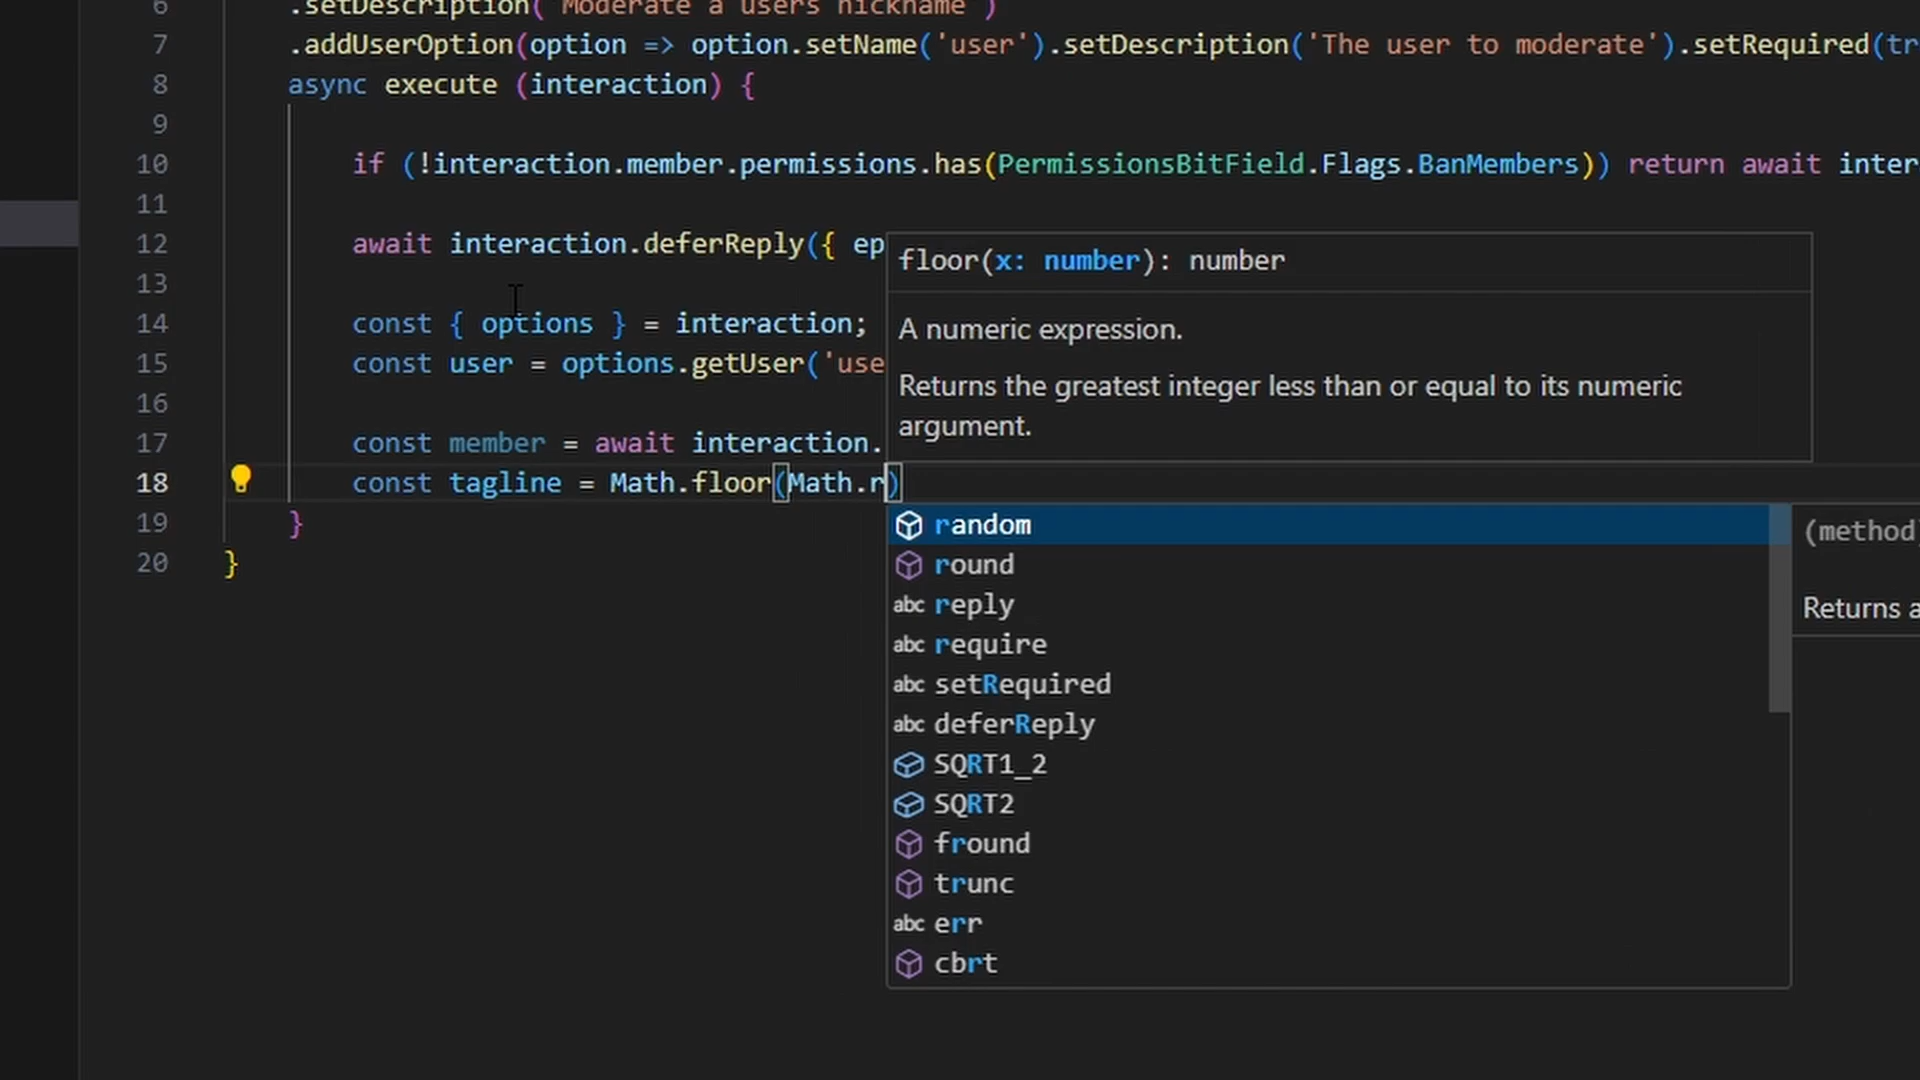 6 .setDescription('Moderate a users nickname')
7 .addUserOption(option => option.setName('user').setDescription('The user to moderate').setRequired(tr
8 async execute (interaction) {
9
10 if (!interaction.member.permissions.has(PermissionsBitField.Flags.BanMembers)) return await inter
11
12 await interaction.deferReply({ ep
13
14 const { options } = interaction;
15 const user = options.getUser('use
16
17 const member = await interaction.
18 const tagline = Math.floor(Math.r)
19 }
20 }
floor(x: number): number
A numeric expression.
Returns the greatest integer less than or equal to its numeric
argument.
random
round
abc reply
abc require
abc setRequired
abc deferReply
SQRT1_2
SQRT2
fround
trunc
abc err
cbrt
(method)
Returns a